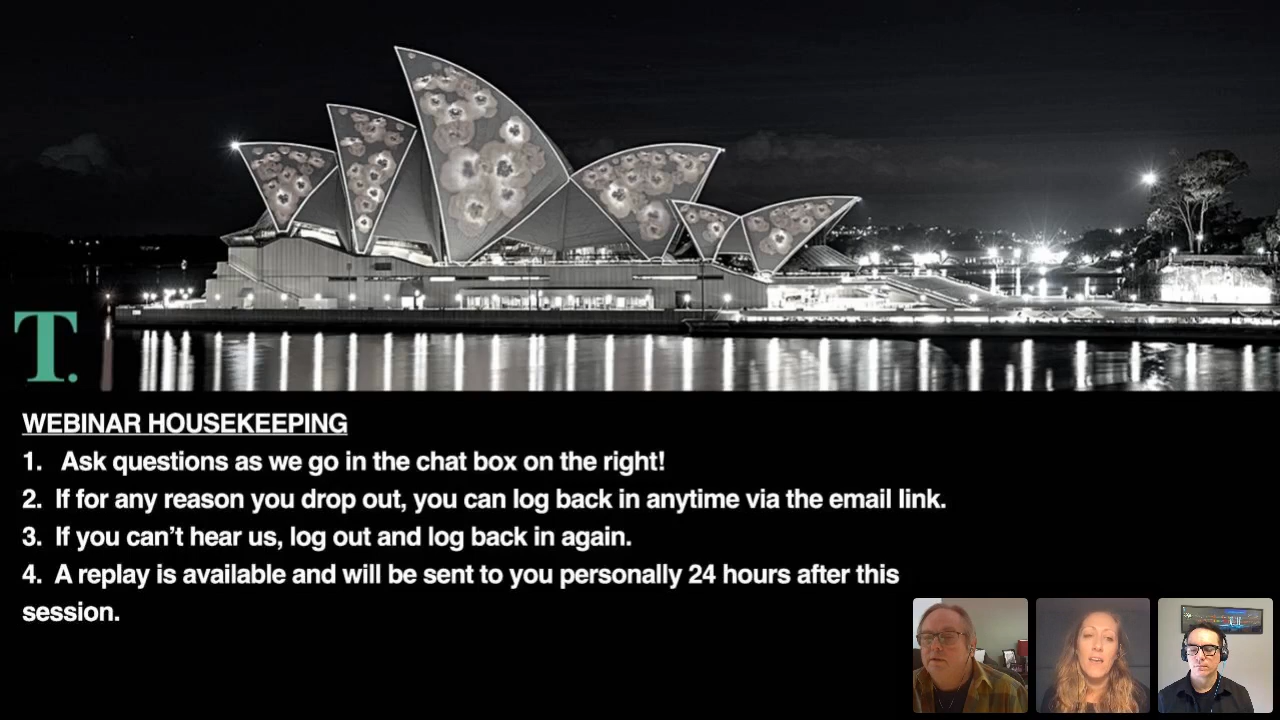 T.
WEBINAR HOUSEKEEPING
1. Ask questions as we go in the chat box on the right!
2. If for any reason you drop out, you can log back in anytime via the email link.
3. If you can’t hear us, log out and log back in again.
4. A replay is available and will be sent to you personally 24 hours after this
session.